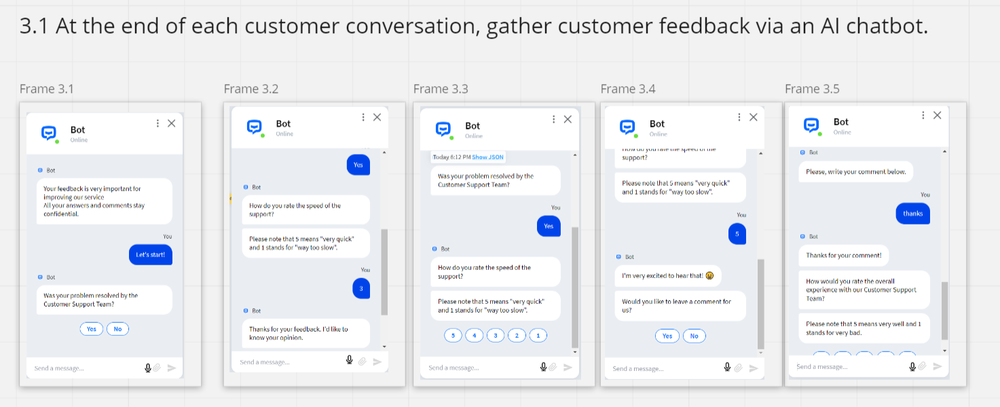 3.1 At the end of each customer conversation, gather customer feedback via an AI chatbot.
Frame 3.1
Bot
Online
Bot
Your feedback is very important for
improving our service
All your answers and comments stay
confidential.
You
Let's start!
Bot
Was your problem resolved by the
Customer Support Team?
Yes
No
Send a message...
Frame 3.2
Bot
Online
Yes
Bot
How do you rate the speed of the
support?
Please note that 5 means "very quick"
and 1 stands for "way too slow".
You
3
Bot
Thanks for your feedback. I'd like to
know your opinion.
Send a message...
Frame 3.3
Bot
Online
Today 6:12 PM Show JSON
Was your problem resolved by the
Customer Support Team?
You
Yes
Bot
How do you rate the speed of the
support?
Please note that 5 means "very quick"
and 1 stands for "way too slow".
5
4
3
2
1
Send a message...
Frame 3.4
Bot
Online
How do you rate the speed of the
support?
Please note that 5 means "very quick"
and 1 stands for "way too slow".
You
5
Bot
I'm very excited to hear that! 😀
Would you like to leave a comment for
us?
Yes
No
Send a message...
Frame 3.5
Bot
Online
Bot
Please, write your comment below.
You
thanks
Bot
Thanks for your comment!
How would you rate the overall
experience with our Customer Support
Team?
Please note that 5 means very well and 1
stands for very bad.
Send a message...